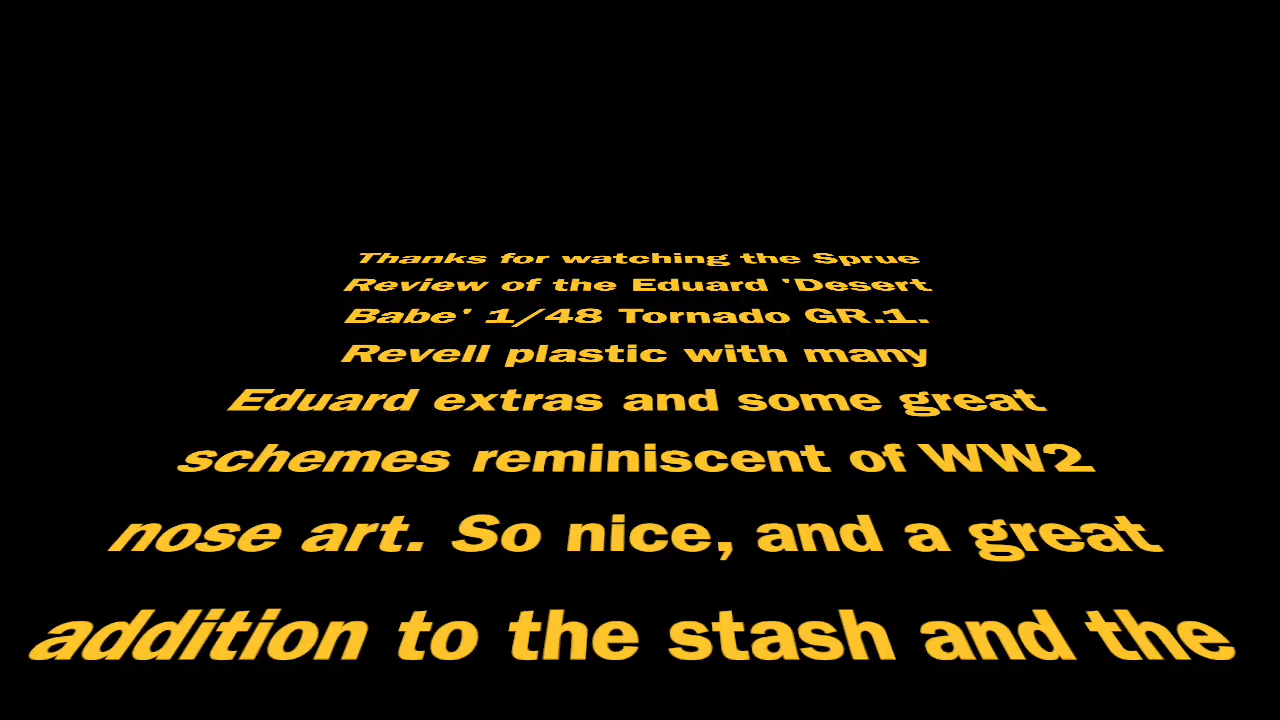 Thanks for watching the Sprue
Review of the Eduard 'Desert
Babe' 1/48 Tornado GR.1.
Revell plastic with many
Eduard extras and some great
schemes reminiscent of WW2
nose art. So nice, and a great
addition to the stash and the